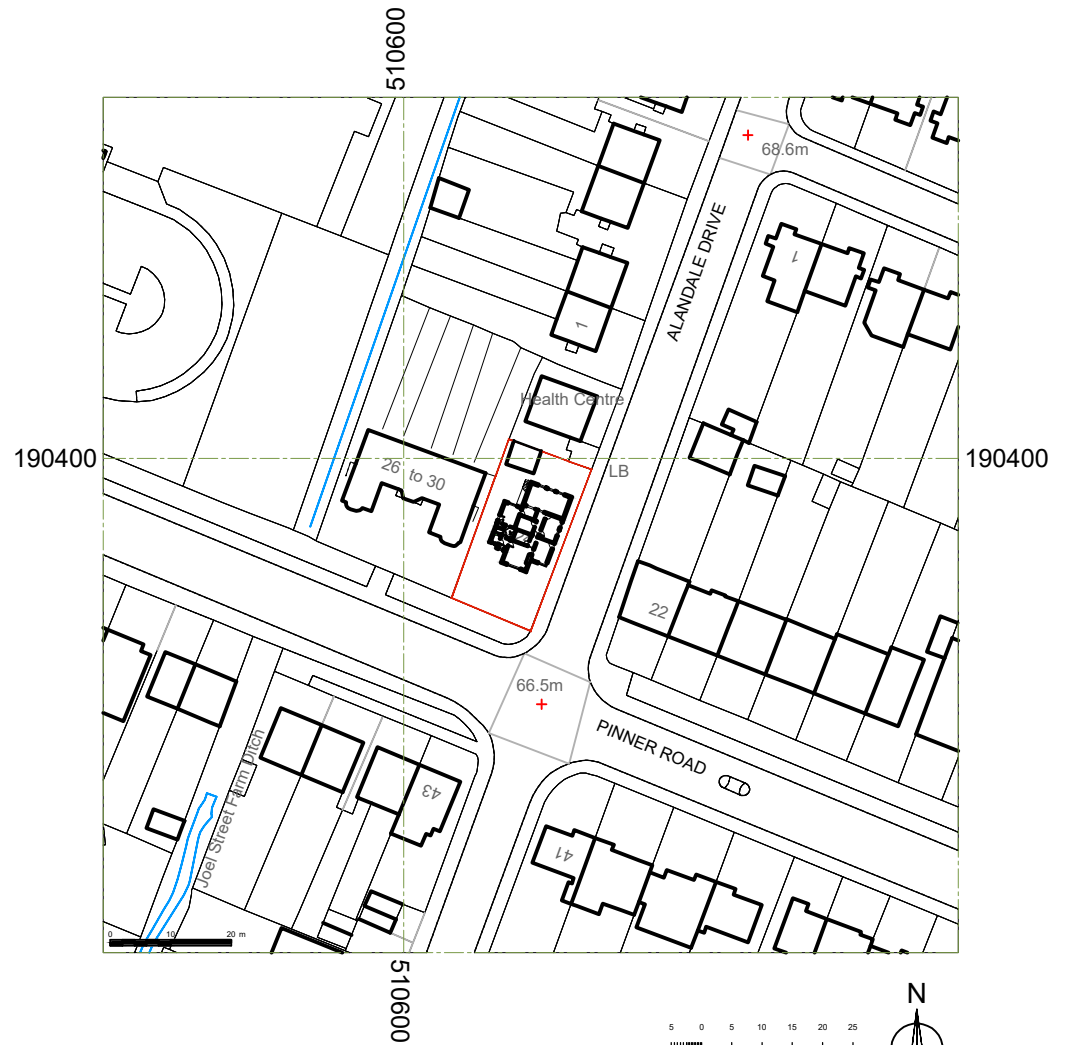 510600
68.6m
ALANDALE DRIVE
1
1
Health Centre
190400
26 to 30
LB
190400
22
66.5m
PINNER ROAD
Joel Street Farm Ditch
43
41
0 10 20 m
510600
N
5 0 5 10 15 20 25